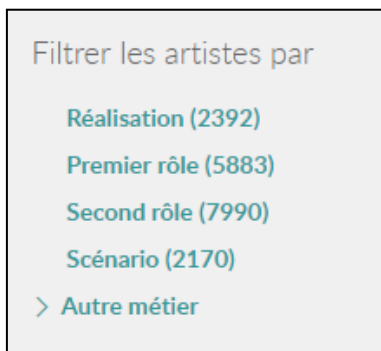 Filtrer les artistes par
Réalisation (2392)
Premier rôle (5883)
Second rôle (7990)
Scénario (2170)
> Autre métier